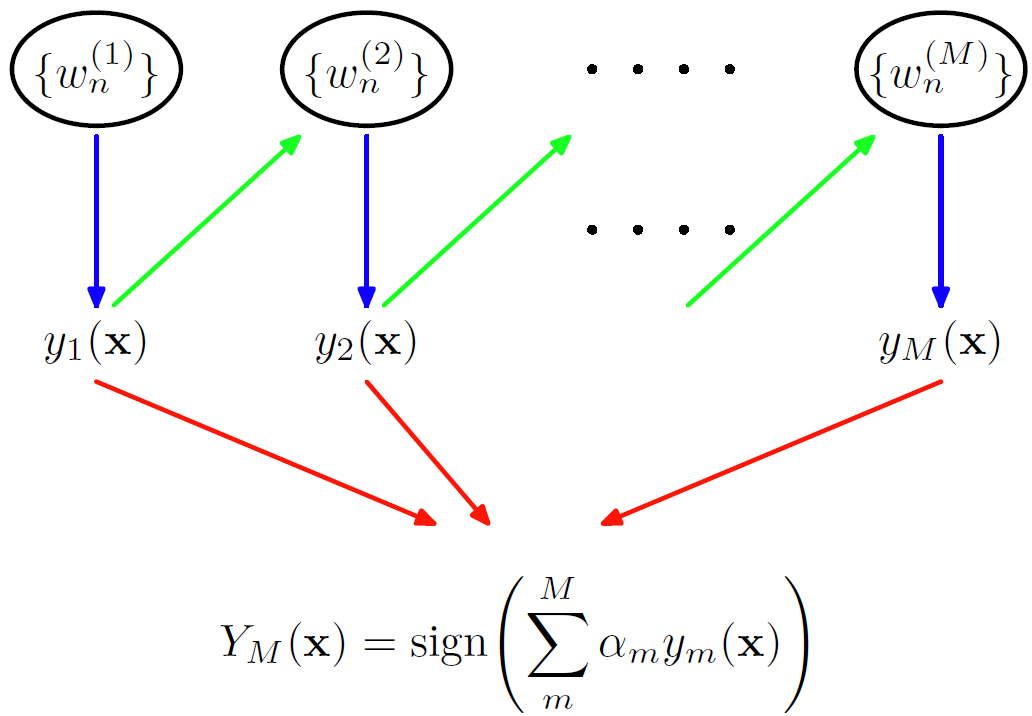 {w_n^{(1)}} {w_n^{(2)}} . . . . {w_n^{(M)}}
. . . .
y_1(𝐱) y_2(𝐱) y_M(𝐱)
Y_M(𝐱) = sign(∑_m^M α_m y_m(𝐱))